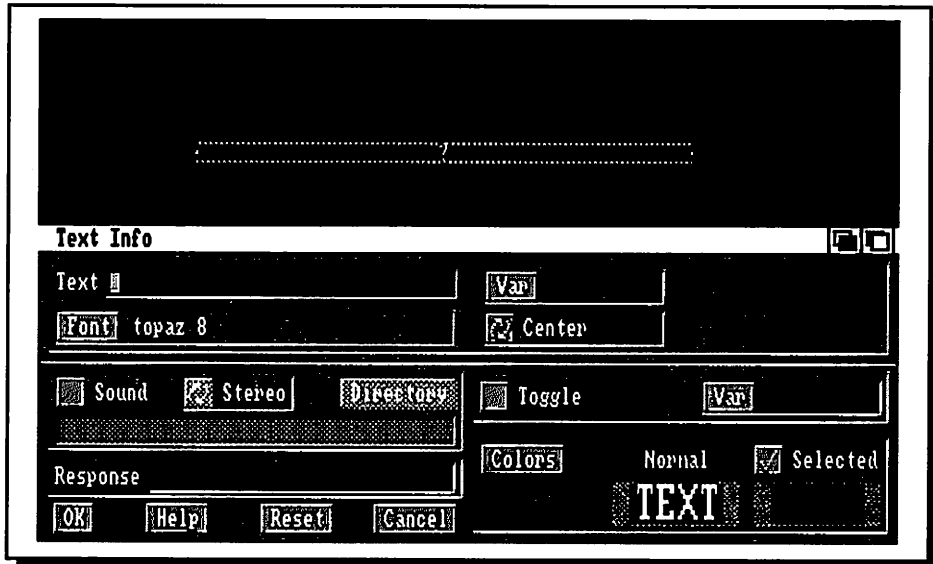 Text Info
Text
Var
Font topaz 8
Center
Sound Stereo Directory
Toggle Var
Response
Colors Normal Selected
TEXT
OK Help Reset Cancel